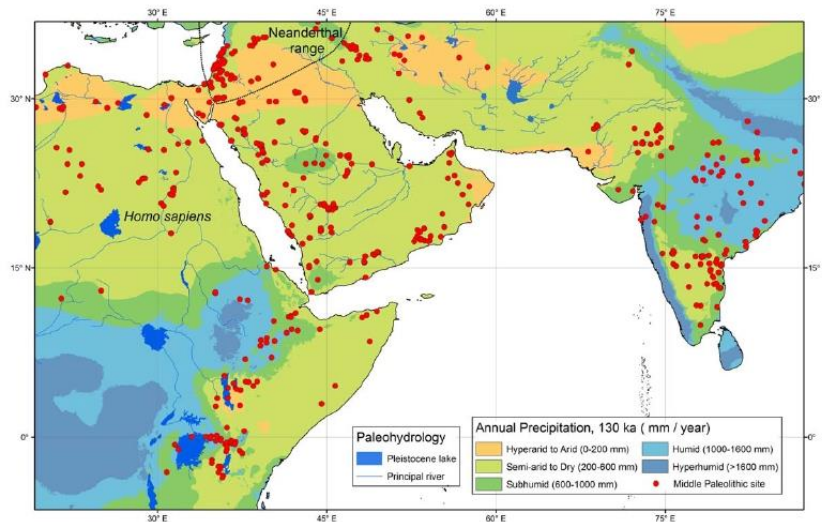 Neanderthal
range
Homo sapiens
30° N
15° N
0°
30° E
45° E
60° E
75° E
30° E
45° E
60° E
75° E
30° N
15° N
0°
Paleohydrology
Pleistocene lake
Principal river
Annual Precipitation, 130 ka ( mm / year)
Hyperarid to Arid (0-200 mm)
Semi-arid to Dry (200-600 mm)
Subhumid (600-1000 mm)
Humid (1000-1600 mm)
Hyperhumid (>1600 mm)
Middle Paleolithic site